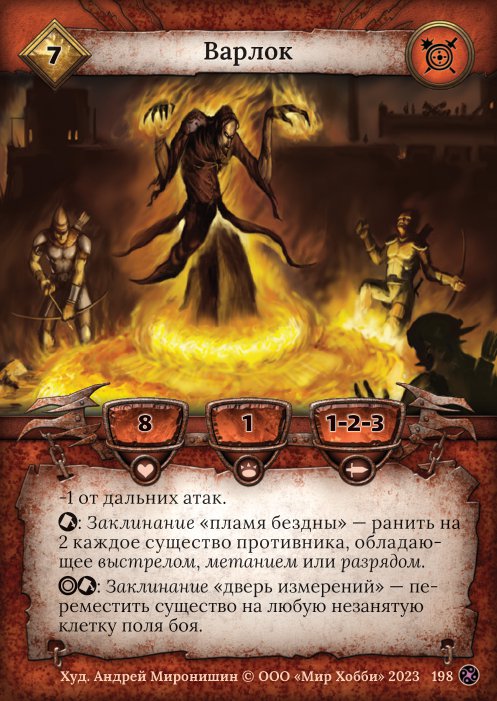 7
Варлок
8
1
1-2-3
-1 от дальних атак.
: Заклинание «пламя бездны» — ранить на
2 каждое существо противника, обладаю-
щее выстрелом, метанием или разрядом.
: Заклинание «дверь измерений» — пе-
реместить существо на любую незанятую
клетку поля боя.
Худ. Андрей Миронишин © ООО «Мир Хобби» 2023 198